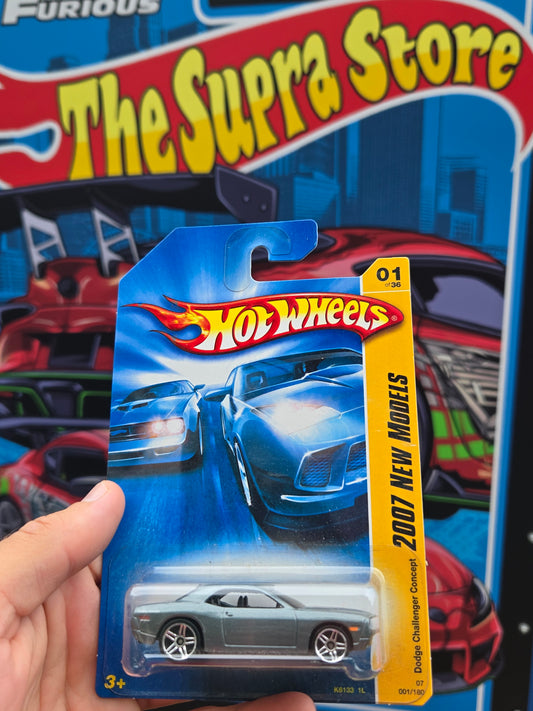 FURIOUS
The Supra Store
01
of 36
HOT WHEELS®
2007 NEW MODELS
Dodge Challenger Concept
07
001/180
3+
K6133 1L